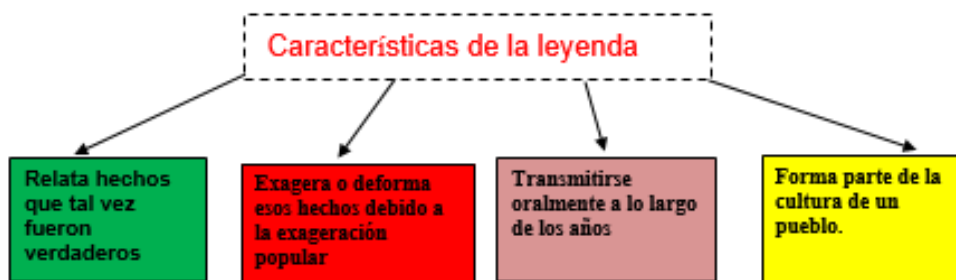 Características de la leyenda
Relata hechos
que tal vez
fueron
verdaderos
Exagera o deforma
esos hechos debido a
la exageración
popular
Transmitirse
oralmente a lo largo
de los años
Forma parte de la
cultura de un
pueblo.